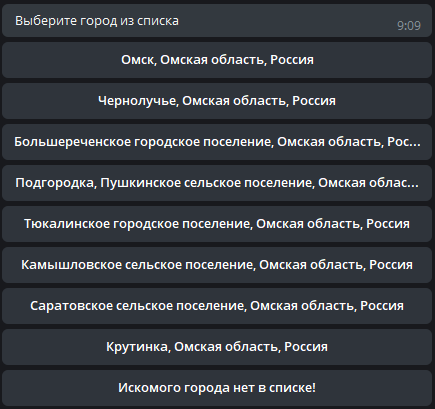 Выберите город из списка
9:09
Омск, Омская область, Россия
Чернолучье, Омская область, Россия
Большереченское городское поселение, Омская область, Рос...
Подгородка, Пушкинское сельское поселение, Омская облас...
Тюкалинское городское поселение, Омская область, Россия
Камышловское сельское поселение, Омская область, Россия
Саратовское сельское поселение, Омская область, Россия
Крутинка, Омская область, Россия
Искомого города нет в списке!